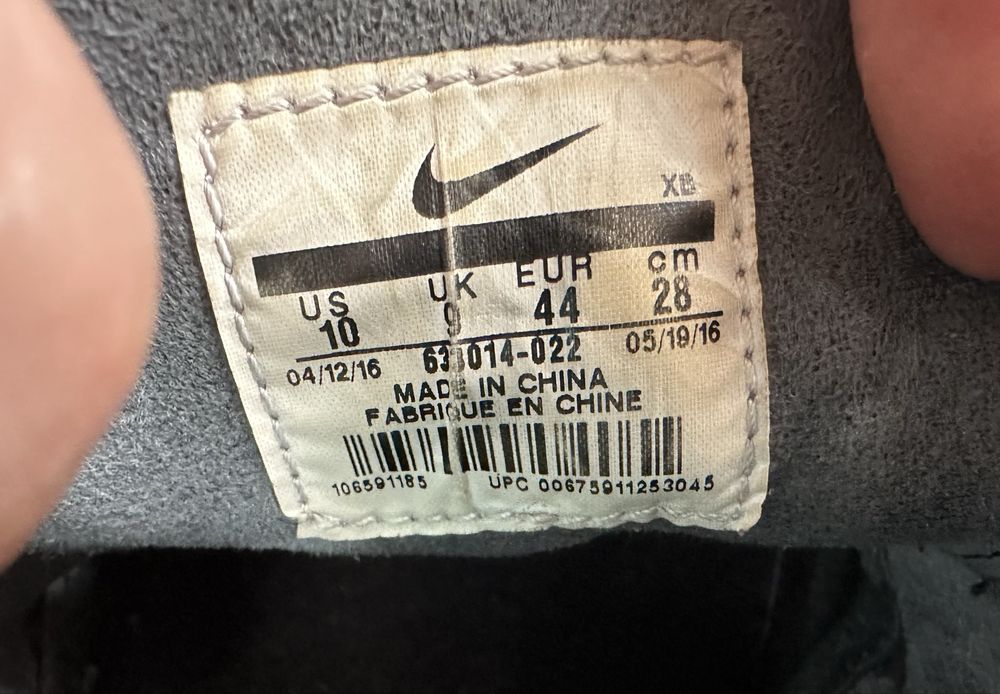 XB
US UK EUR cm
10 9 44 28
04/12/16 05/19/16
MADE IN CHINA
FABRIQUE EN CHINE
106591185 UPC 00675911253045